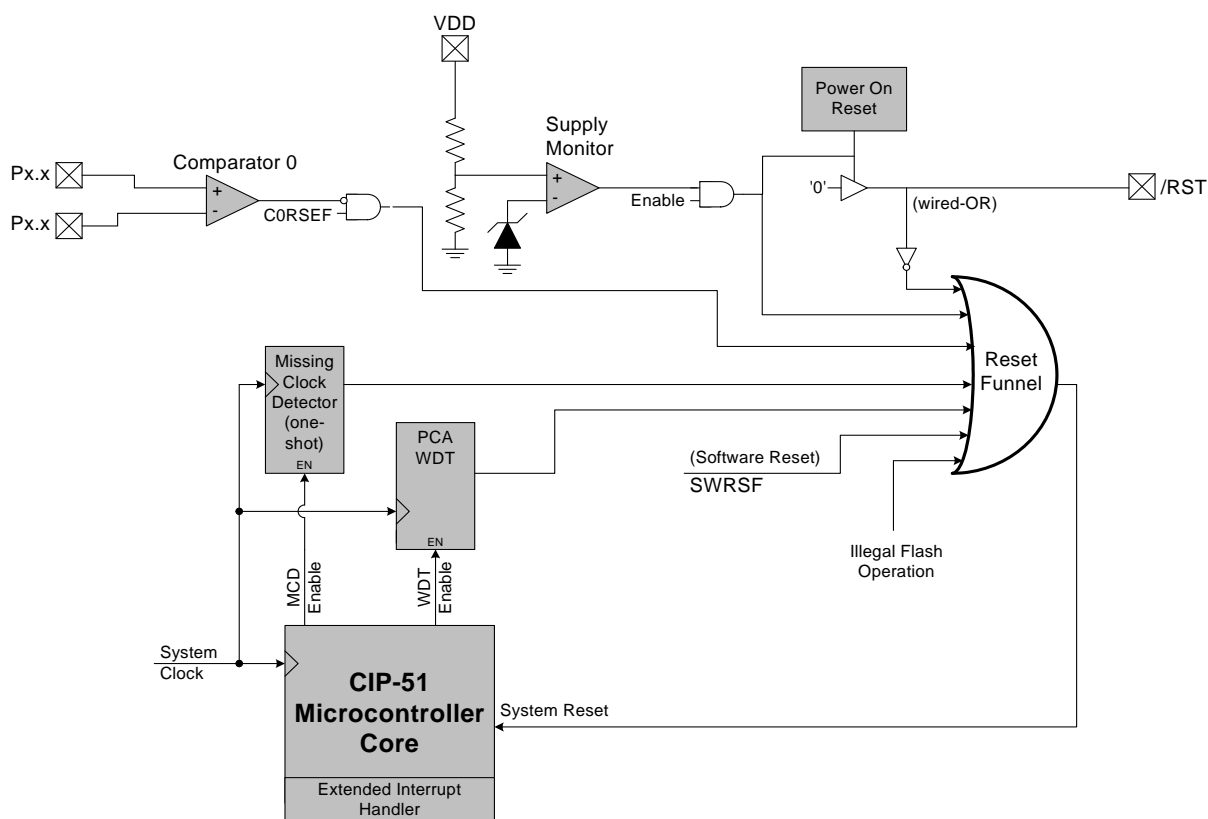 VDD
Power On
Reset
Supply
Monitor
Comparator 0
Px.x
+
-
Px.x
C0RSEF
+
-
Enable
'0'
/RST
(wired-OR)
Reset
Funnel
Missing
Clock
Detector
(one-
shot)
EN
PCA
WDT
EN
(Software Reset)
SWRSF
Illegal Flash
Operation
MCD
Enable
WDT
Enable
System
Clock
CIP-51
Microcontroller
Core
System Reset
Extended Interrupt
Handler